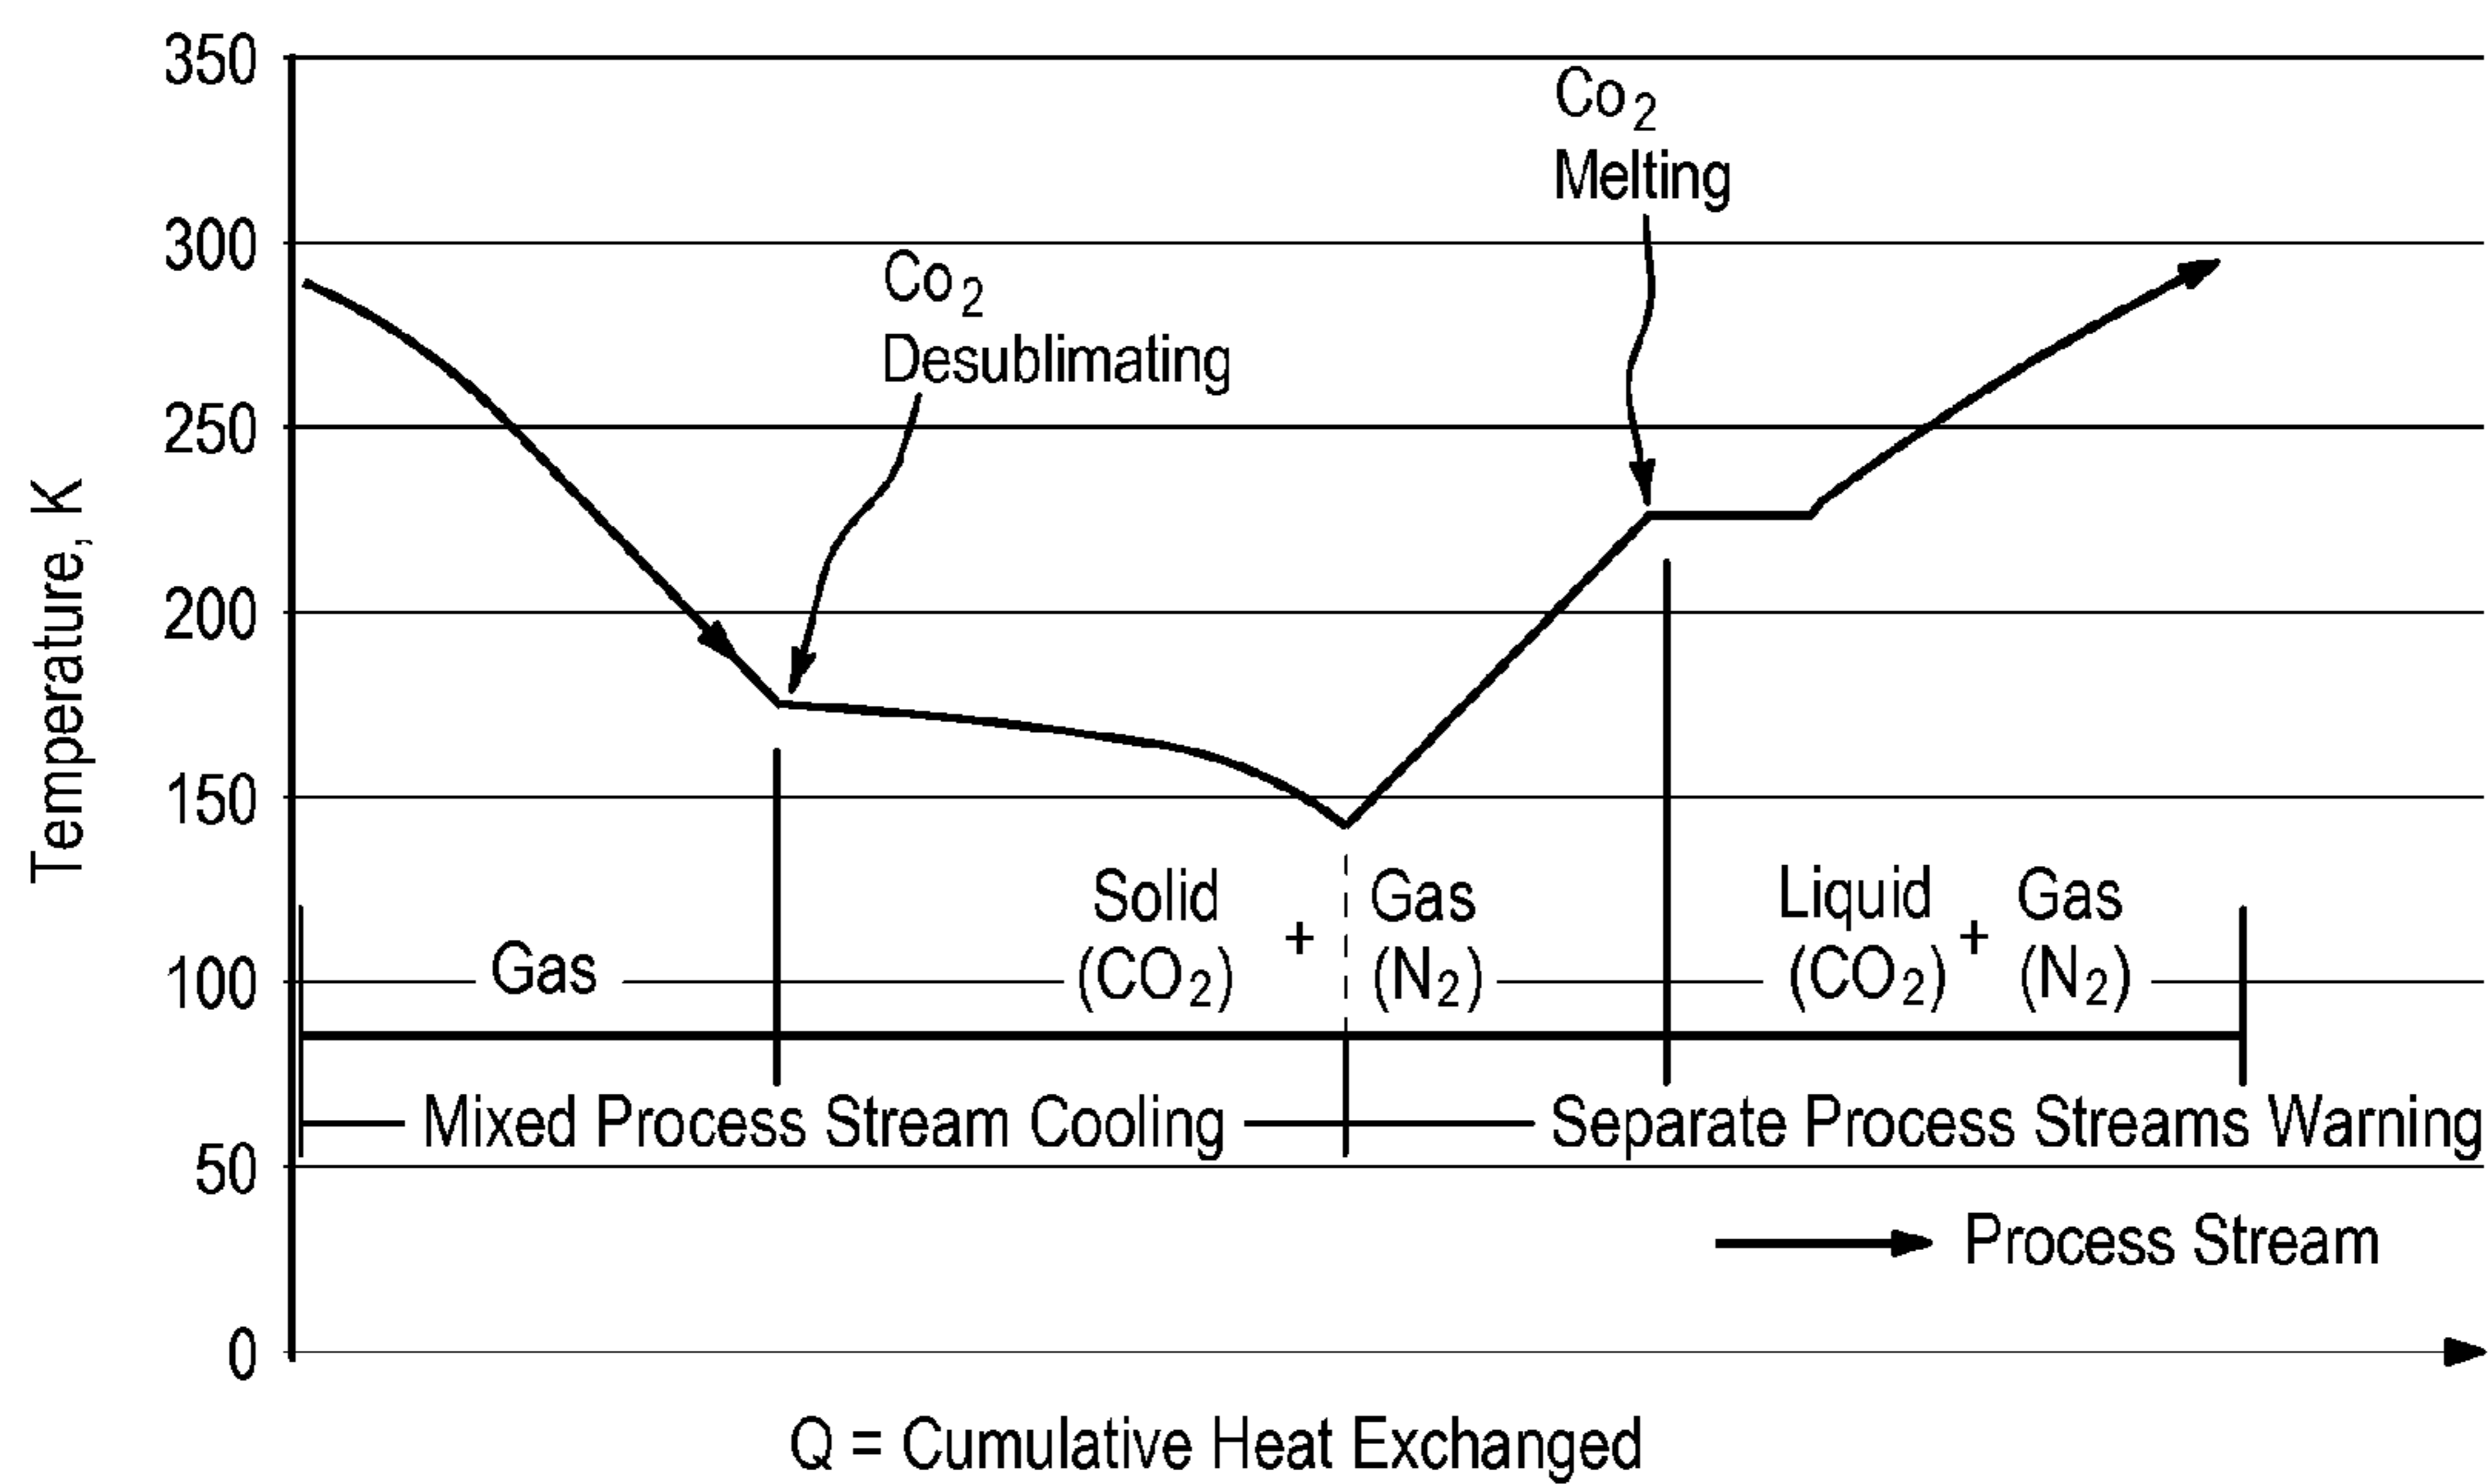 350
300
250
200
150
100
50
0
Temperature, K
Co₂
Desublimating
Co₂
Melting
Gas
Solid
(CO₂)
+
Gas
(N₂)
Liquid
(CO₂)
+
Gas
(N₂)
Mixed Process Stream Cooling
Separate Process Streams Warning
Process Stream
Q = Cumulative Heat Exchanged